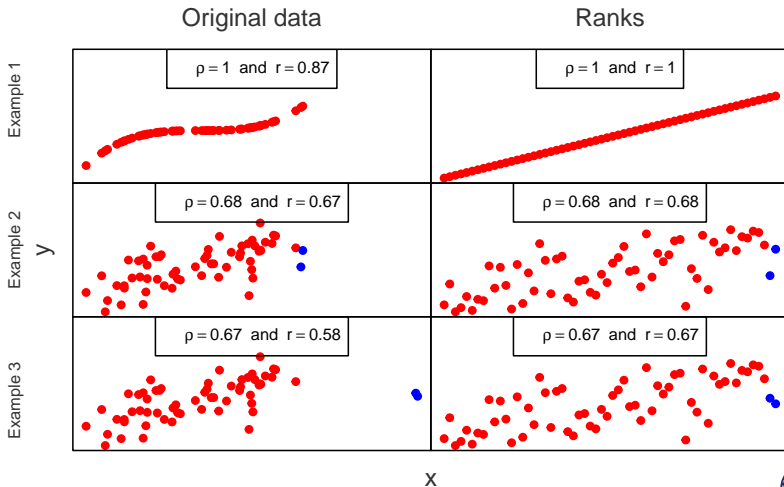 Original data
Ranks
Example 1
ρ = 1 and r = 0.87
ρ = 1 and r = 1
Example 2
ρ = 0.68 and r = 0.67
ρ = 0.68 and r = 0.68
y
Example 3
ρ = 0.67 and r = 0.58
ρ = 0.67 and r = 0.67
x